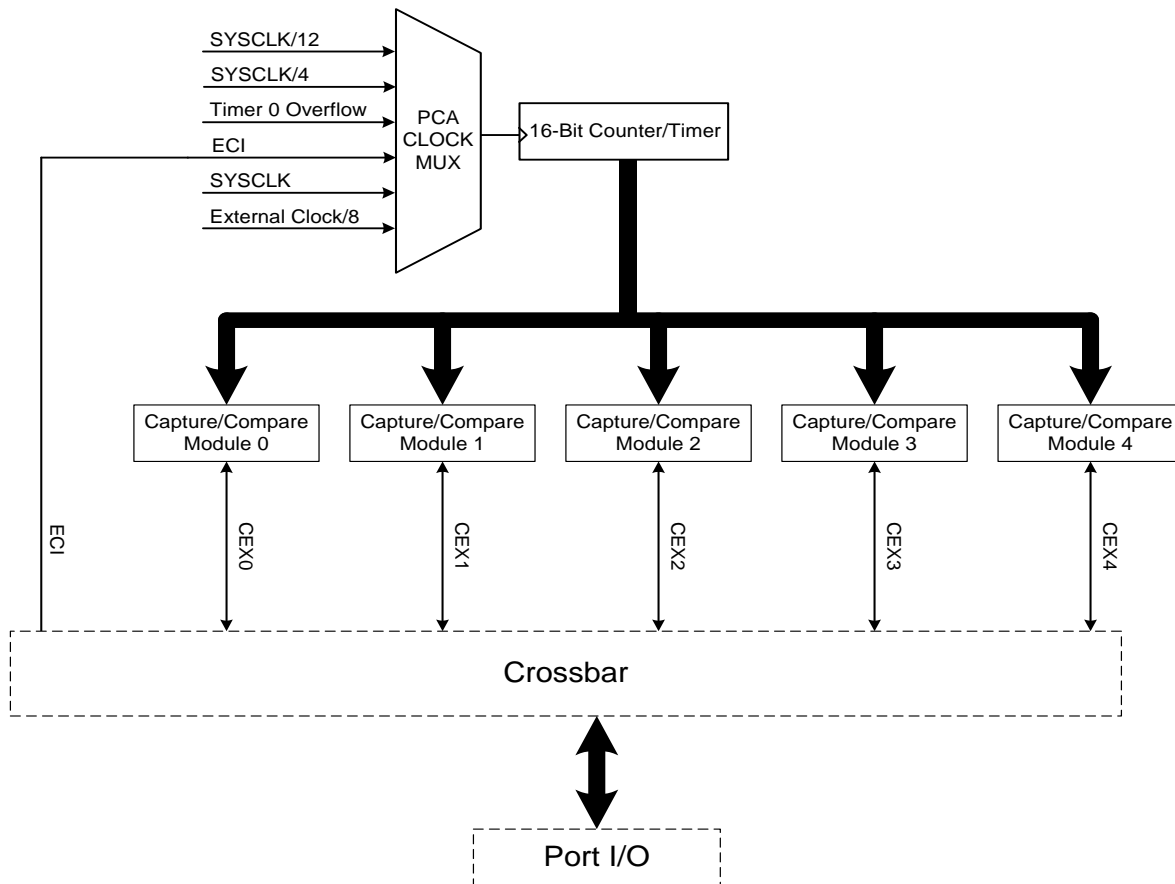 SYSCLK/12
SYSCLK/4
Timer 0 Overflow
ECI
SYSCLK
External Clock/8
PCA
CLOCK
MUX
16-Bit Counter/Timer
Capture/Compare
Module 0
Capture/Compare
Module 1
Capture/Compare
Module 2
Capture/Compare
Module 3
Capture/Compare
Module 4
ECI
CEX0
CEX1
CEX2
CEX3
CEX4
Crossbar
Port I/O